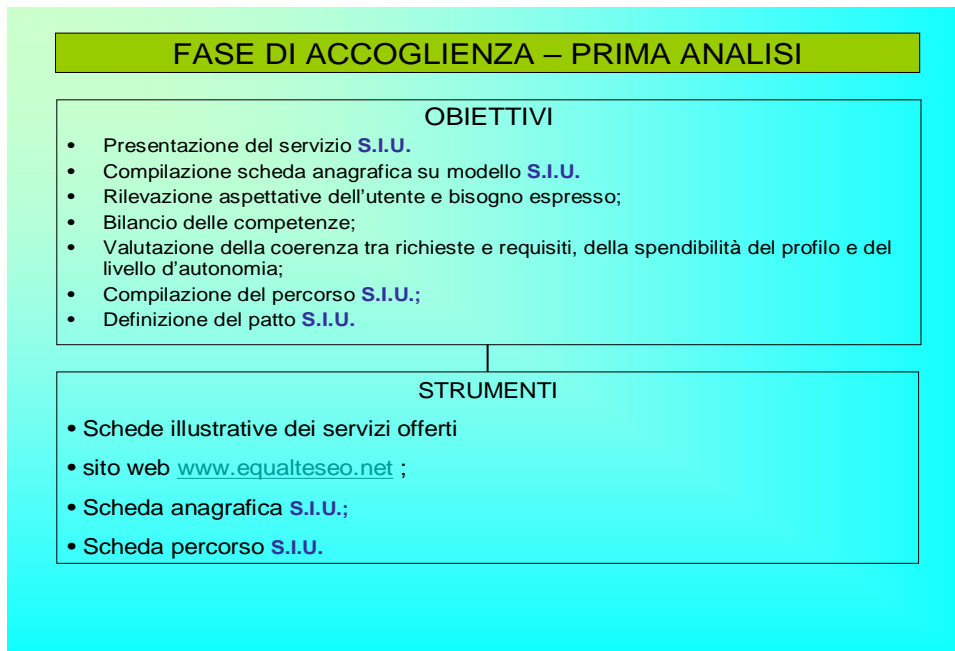 FASE DI ACCOGLIENZA – PRIMA ANALISI
OBIETTIVI
• Presentazione del servizio S.I.U.
• Compilazione scheda anagrafica su modello S.I.U.
• Rilevazione aspettative dell'utente e bisogno espresso;
• Bilancio delle competenze;
• Valutazione della coerenza tra richieste e requisiti, della spendibilità del profilo e del
livello d'autonomia;
• Compilazione del percorso S.I.U.;
• Definizione del patto S.I.U.
STRUMENTI
• Schede illustrative dei servizi offerti
• sito web www.equalteseo.net ;
• Scheda anagrafica S.I.U.;
• Scheda percorso S.I.U.